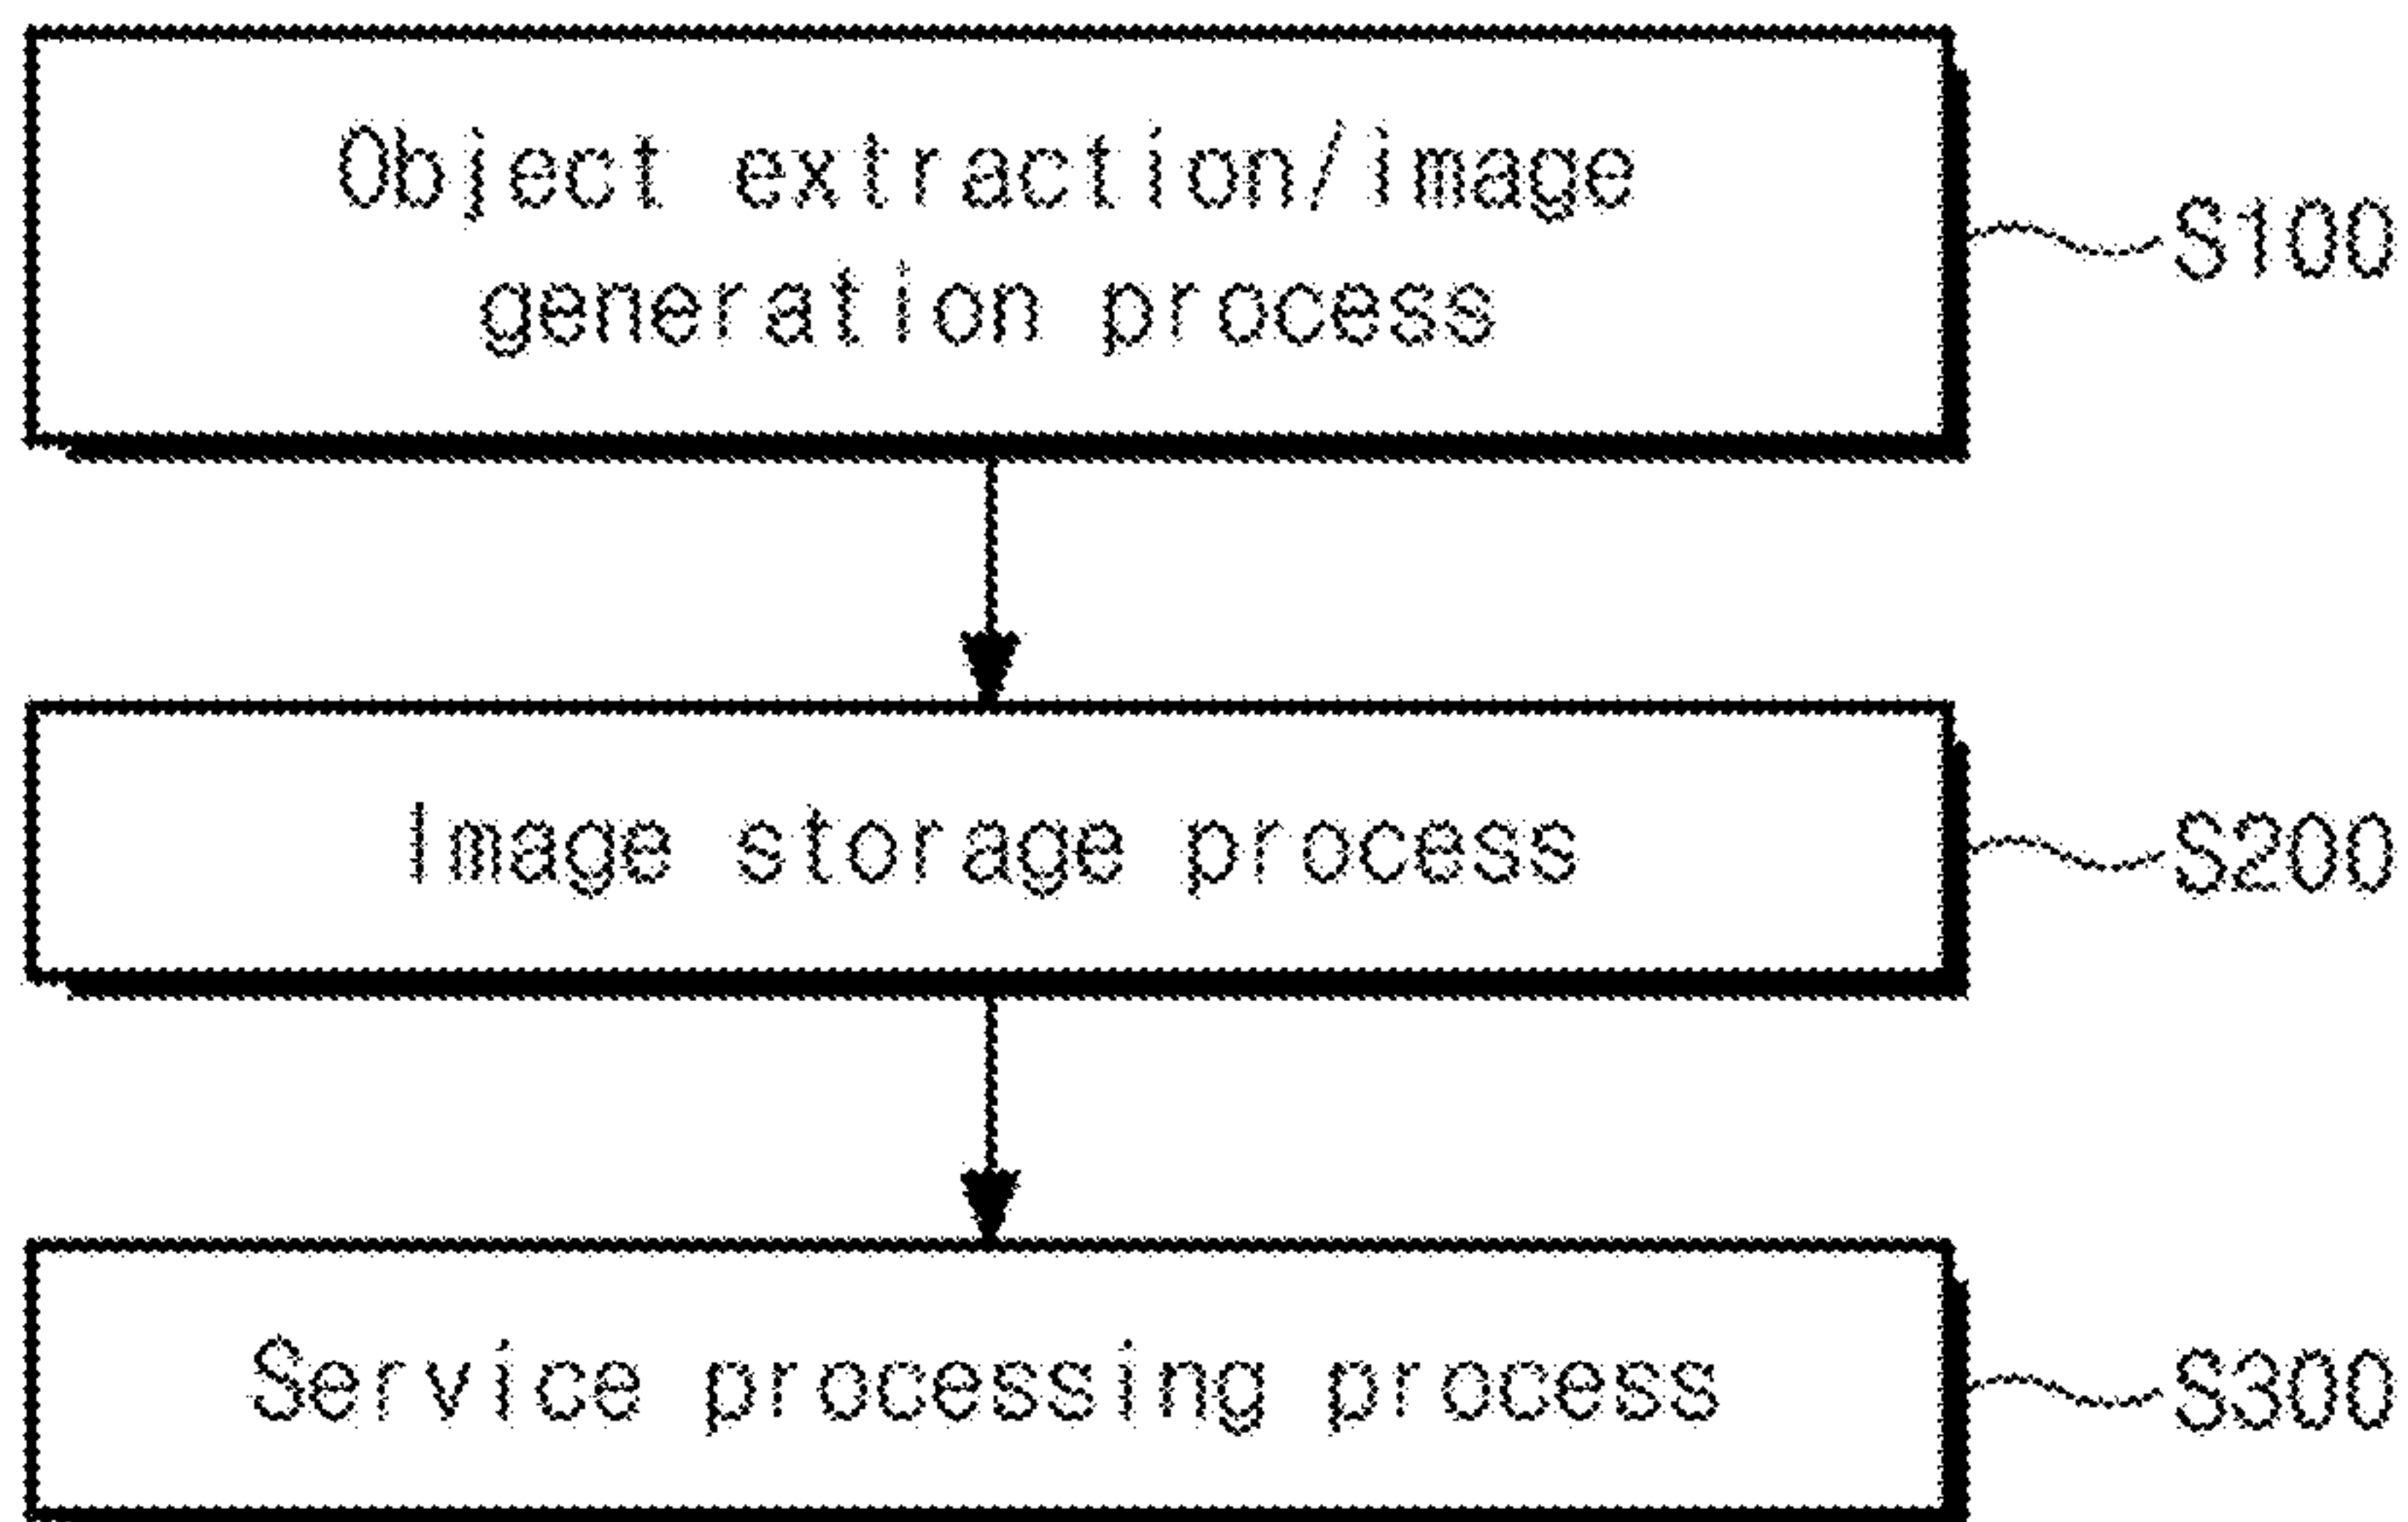 Object extraction/image
generation process
S100
Image storage process
S200
Service processing process
S300